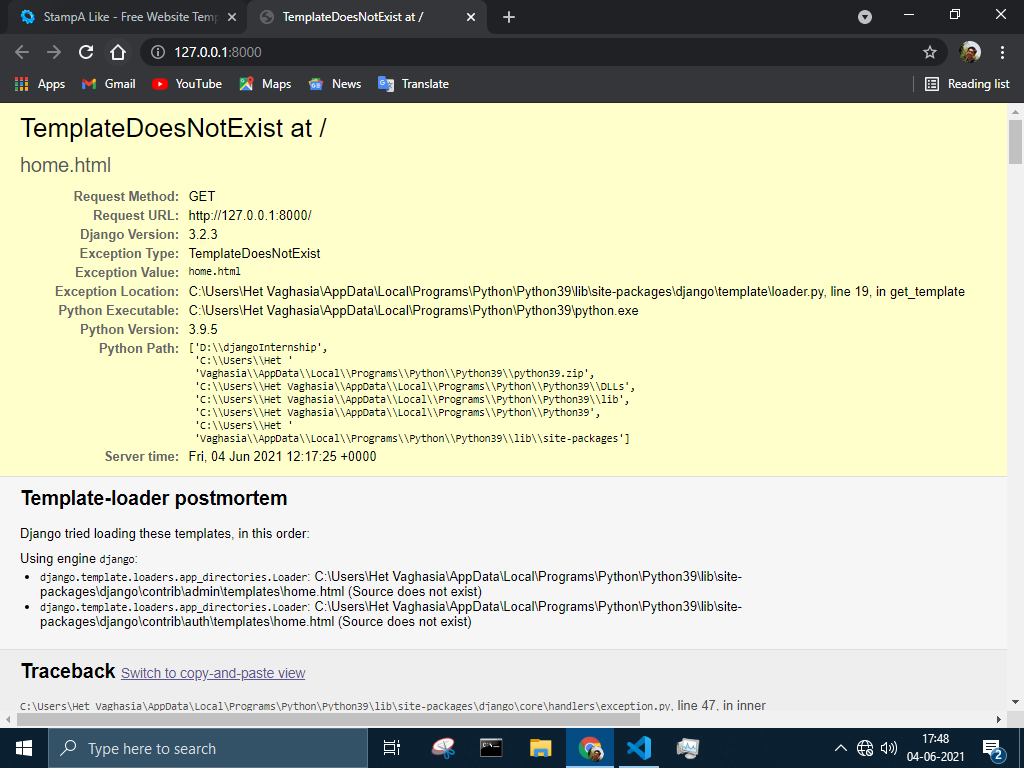 StampA Like - Free Website Temp
TemplateDoesNotExist at /
127.0.0.1:8000
Apps
Gmail
YouTube
Maps
News
Translate
Reading list
TemplateDoesNotExist at /
home.html
Request Method: GET
Request URL: http://127.0.0.1:8000/
Django Version: 3.2.3
Exception Type: TemplateDoesNotExist
Exception Value: home.html
Exception Location: C:\Users\Het Vaghasia\AppData\Local\Programs\Python\Python39\lib\site-packages\django\template\loader.py, line 19, in get_template
Python Executable: C:\Users\Het Vaghasia\AppData\Local\Programs\Python\Python39\python.exe
Python Version: 3.9.5
Python Path: ['D:\\djangoInternship',
'C:\\Users\\Het '
'Vaghasia\\AppData\\Local\\Programs\\Python\\Python39\\python39.zip',
'C:\\Users\\Het Vaghasia\\AppData\\Local\\Programs\\Python\\Python39\\DLLs',
'C:\\Users\\Het Vaghasia\\AppData\\Local\\Programs\\Python\\Python39\\lib',
'C:\\Users\\Het Vaghasia\\AppData\\Local\\Programs\\Python\\Python39',
'C:\\Users\\Het '
'Vaghasia\\AppData\\Local\\Programs\\Python\\Python39\\lib\\site-packages']
Server time: Fri, 04 Jun 2021 12:17:25 +0000
Template-loader postmortem
Django tried loading these templates, in this order:
Using engine django:
• django.template.loaders.app_directories.Loader: C:\Users\Het Vaghasia\AppData\Local\Programs\Python\Python39\lib\site-
packages\django\contrib\admin\templates\home.html (Source does not exist)
• django.template.loaders.app_directories.Loader: C:\Users\Het Vaghasia\AppData\Local\Programs\Python\Python39\lib\site-
packages\django\contrib\auth\templates\home.html (Source does not exist)
Traceback Switch to copy-and-paste view
C:\Users\Het Vaghasia\AppData\Local\Programs\Python\Python39\lib\site-packages\django\core\handlers\exception.py, line 47, in inner
Type here to search
17:48
04-06-2021
2